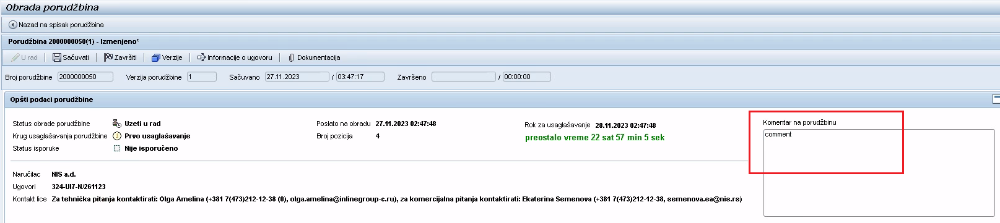 Obrada porudžbina
Nazad na spisak porudžbina
Porudžbina 2000000050(1) - Izmenjeno*
U rad Sačuvati Završiti Verzije Informacije o ugovoru Dokumentacija
Broj porudžbine 2000000050 Verzija porudžbine 1 Sačuvano 27.11.2023 / 03:47:17 Završeno / 00:00:00
Opšti podaci porudžbine
Status obrade porudžbine Uzeti u rad Poslato na obradu 27.11.2023 02:47:48 Rok za usaglašavanje 28.11.2023 02:47:48 Komentar na porudžbinu
Krug usaglašavanja porudžbine 1 Prvo usaglašavanje Broj pozicija 4 preostalo vreme 22 sat 57 min 5 sek comment
Status isporuke Nije isporučeno
Naručilac NIS a.d.
Ugovori 324-UI7-N/261123
Kontakt lice Za tehnička pitanja kontaktirati: Olga Amelina (+381 7(473)212-12-38 (0), olga.amelina@inlinegroup-c.ru), za komercijalna pitanja kontaktirati: Ekaterina Semenova (+381 7(473)212-12-38, semenova.ea@nis.rs)